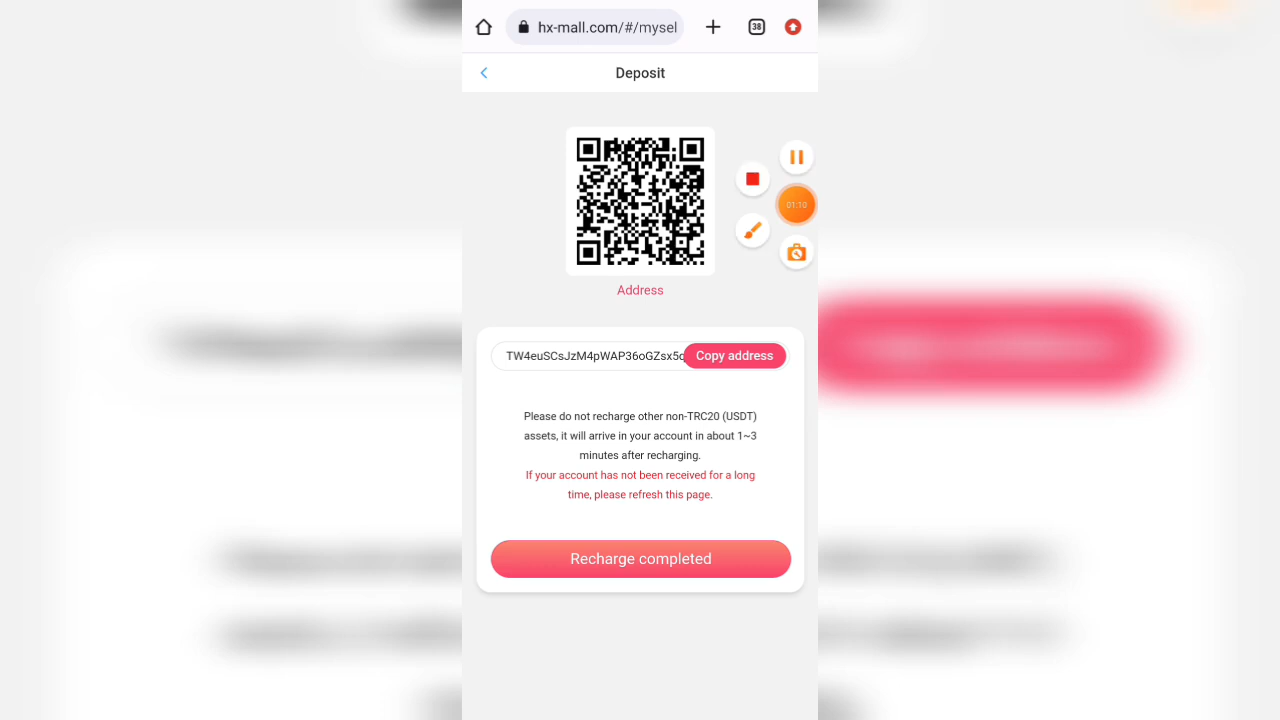 hx-mall.com/#/mysel
38
Deposit
01:10
Address
TW4euSCsJzM4pWAP36oGZsx5
Copy address
Please do not recharge other non-TRC20 (USDT)
assets, it will arrive in your account in about 1~3
minutes after recharging.
If your account has not been received for a long
time, please refresh this page.
Recharge completed